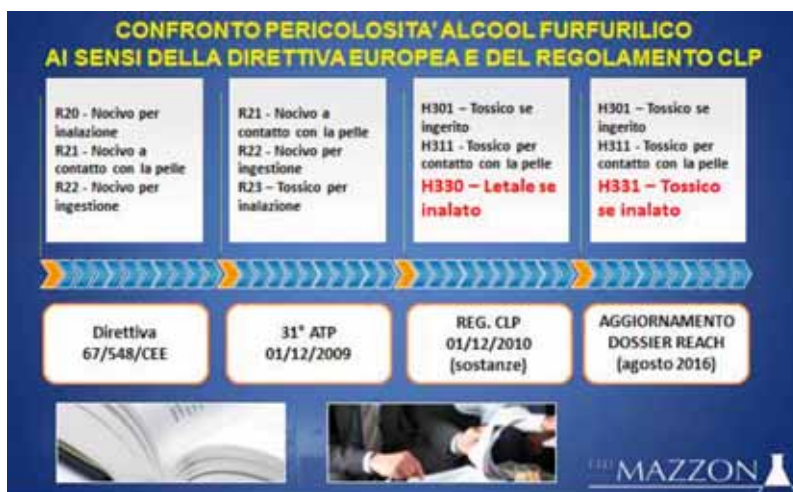 CONFRONTO PERICOLOSITA' ALCOOL FURFURILICO
AI SENSI DELLA DIRETTIVA EUROPEA E DEL REGOLAMENTO CLP
R20 - Nocivo per
inalazione
R21 - Nocivo a
contatto con la pelle
R22 - Nocivo per
ingestione
R21 - Nocivo a
contatto con la pelle
R22 - Nocivo per
ingestione
R23 – Tossico per
inalazione
H301 – Tossico se
ingerito
H311 - Tossico per
contatto con la pelle
H330 – Letale se
inalato
H301 – Tossico se
ingerito
H311 - Tossico per
contatto con la pelle
H331 – Tossico
se inalato
Direttiva
67/548/CEE
31° ATP
01/12/2009
REG. CLP
01/12/2010
(sostanze)
AGGIORNAMENTO
DOSSIER REACH
(agosto 2016)
MAZZON